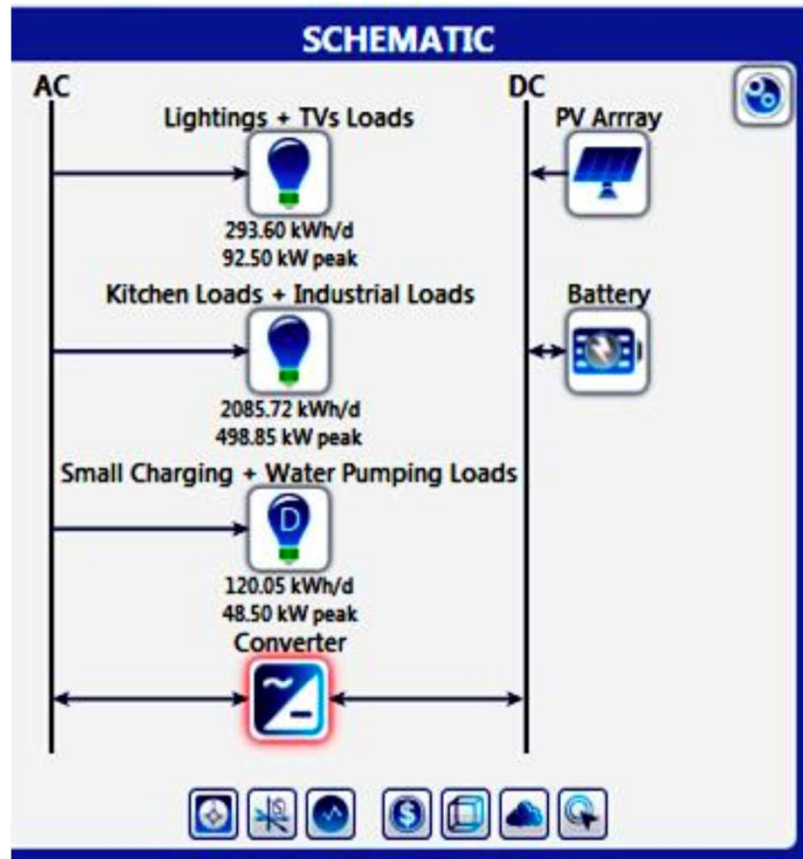 SCHEMATIC
AC
DC
Lightings + TVs Loads
PV Arrray
293.60 kWh/d
92.50 kW peak
Kitchen Loads + Industrial Loads
Battery
2085.72 kWh/d
498.85 kW peak
Small Charging + Water Pumping Loads
D
120.05 kWh/d
48.50 kW peak
Converter